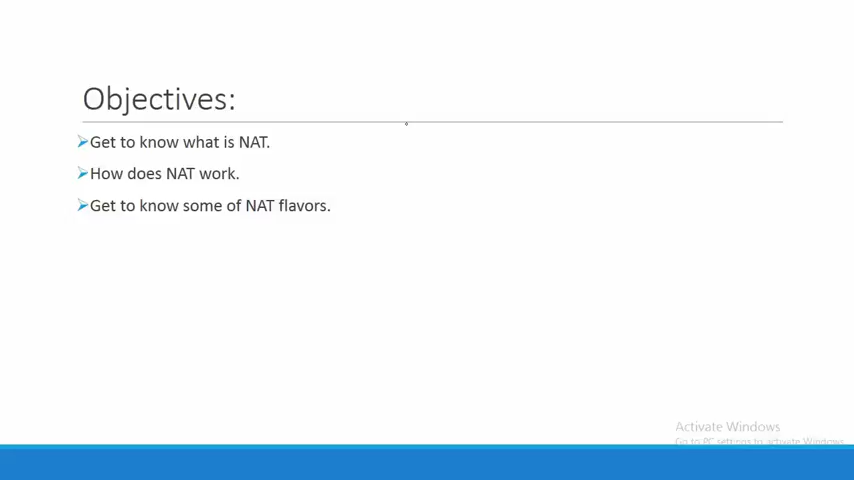 Objectives:
Get to know what is NAT.
How does NAT work.
Get to know some of NAT flavors.
Activate Windows
Go to PC settings to activate Windows.